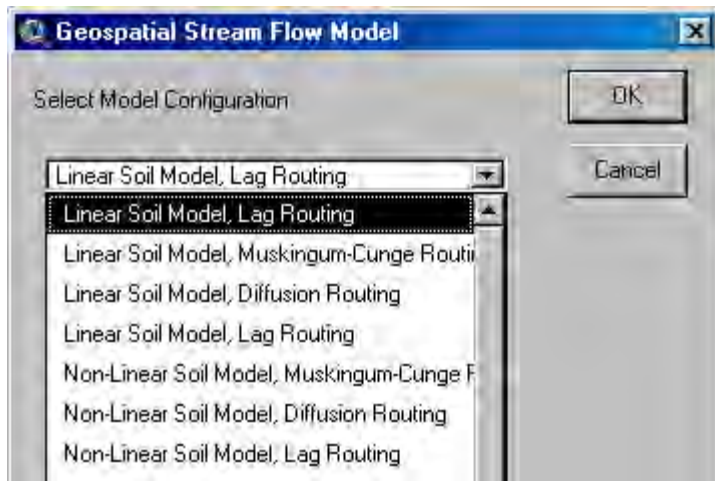 Geospatial Stream Flow Model
Select Model Configuration
OK
Linear Soil Model, Lag Routing
Cancel
Linear Soil Model, Lag Routing
Linear Soil Model, Muskingum-Cunge Routin
Linear Soil Model, Diffusion Routing
Linear Soil Model, Lag Routing
Non-Linear Soil Model, Muskingum-Cunge F
Non-Linear Soil Model, Diffusion Routing
Non-Linear Soil Model, Lag Routing